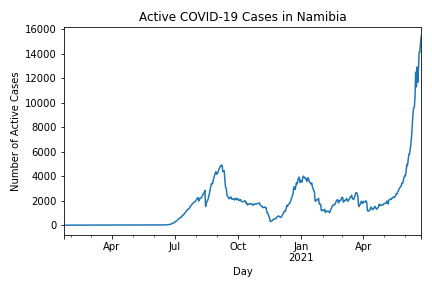 Active COVID-19 Cases in Namibia
16000
14000
12000
10000
8000
6000
4000
2000
0
Number of Active Cases
Apr Jul Oct Jan Apr
2021
Day